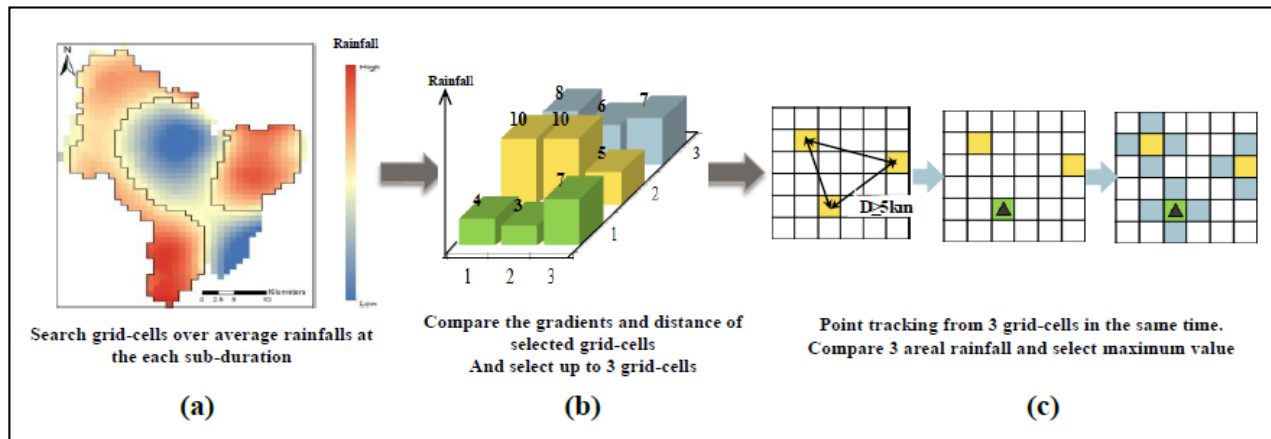 N
Rainfall
High
Low
0 2.5 5 10 Kilometers
Search grid-cells over average rainfalls at
the each sub-duration
(a)
Rainfall
8 6 7
10 10 5
4 3 7
1 2 3
1
2
3
Compare the gradients and distance of
selected grid-cells
And select up to 3 grid-cells
(b)
D≥5km
Point tracking from 3 grid-cells in the same time.
Compare 3 areal rainfall and select maximum value
(c)